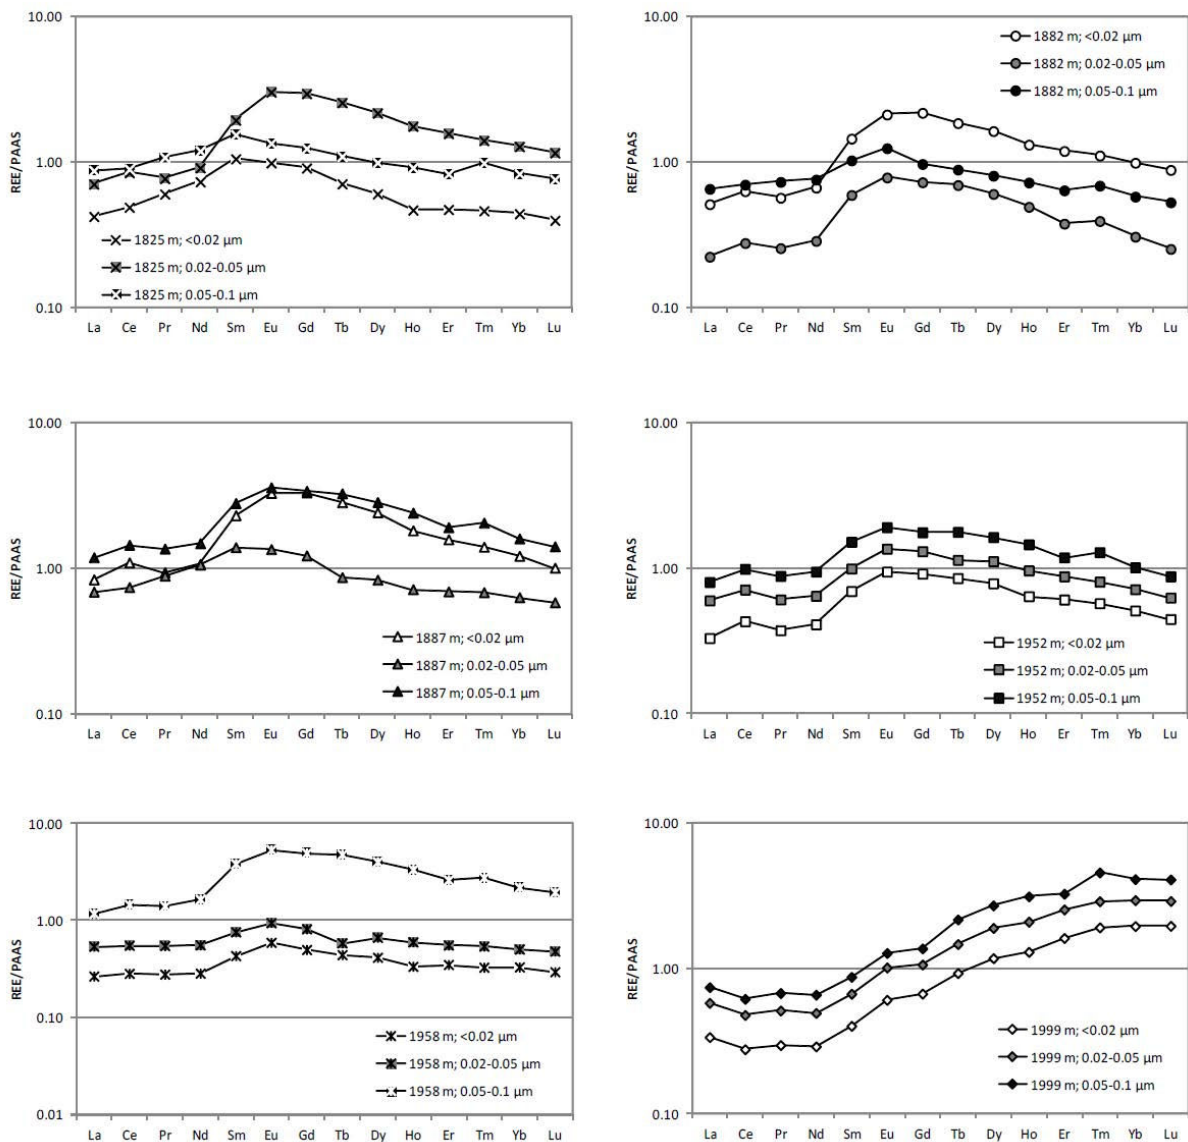 10.00
1.00
0.10
REE/PAAS
1825 m; <0.02 µm
1825 m; 0.02-0.05 µm
1825 m; 0.05-0.1 µm
La Ce Pr Nd Sm Eu Gd Tb Dy Ho Er Tm Yb Lu
10.00
1.00
0.10
REE/PAAS
1882 m; <0.02 µm
1882 m; 0.02-0.05 µm
1882 m; 0.05-0.1 µm
La Ce Pr Nd Sm Eu Gd Tb Dy Ho Er Tm Yb Lu
10.00
1.00
0.10
REE/PAAS
1887 m; <0.02 µm
1887 m; 0.02-0.05 µm
1887 m; 0.05-0.1 µm
La Ce Pr Nd Sm Eu Gd Tb Dy Ho Er Tm Yb Lu
10.00
1.00
0.10
REE/PAAS
1952 m; <0.02 µm
1952 m; 0.02-0.05 µm
1952 m; 0.05-0.1 µm
La Ce Pr Nd Sm Eu Gd Tb Dy Ho Er Tm Yb Lu
10.00
1.00
0.10
0.01
REE/PAAS
1958 m; <0.02 µm
1958 m; 0.02-0.05 µm
1958 m; 0.05-0.1 µm
La Ce Pr Nd Sm Eu Gd Tb Dy Ho Er Tm Yb Lu
10.00
1.00
0.10
REE/PAAS
1999 m; <0.02 µm
1999 m; 0.02-0.05 µm
1999 m; 0.05-0.1 µm
La Ce Pr Nd Sm Eu Gd Tb Dy Ho Er Tm Yb Lu